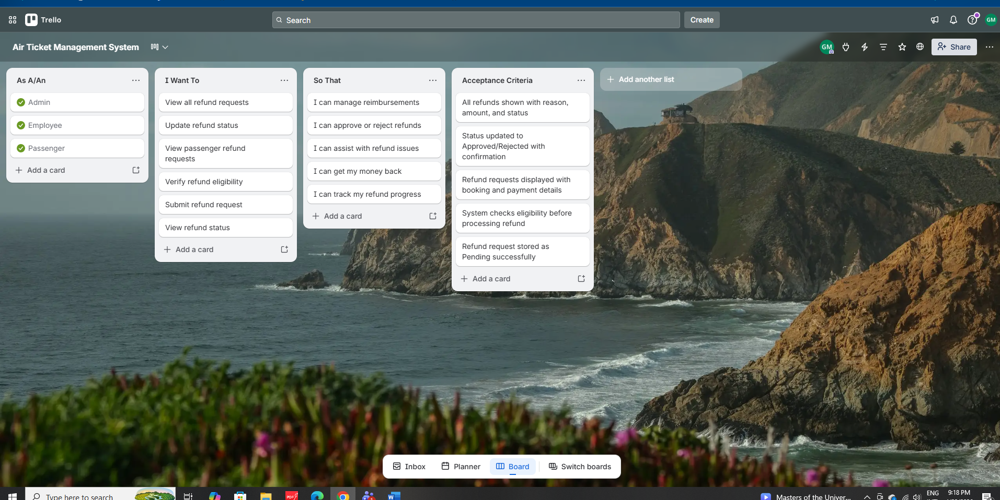 Trello
Search
Create
GM
Air Ticket Management System
GM
Share
As A/An
Admin
Employee
Passenger
Add a card
I Want To
View all refund requests
Update refund status
View passenger refund
requests
Verify refund eligibility
Submit refund request
View refund status
Add a card
So That
I can manage reimbursements
I can approve or reject refunds
I can assist with refund issues
I can get my money back
I can track my refund progress
Add a card
Acceptance Criteria
All refunds shown with reason,
amount, and status
Status updated to
Approved/Rejected with
confirmation
Refund requests displayed with
booking and payment details
System checks eligibility before
processing refund
Refund request stored as
Pending successfully
Add a card
Add another list
Inbox
Planner
Board
Switch boards
Type here to search
PDF
1
W
Masters of the Univer...
ENG
9:18 PM